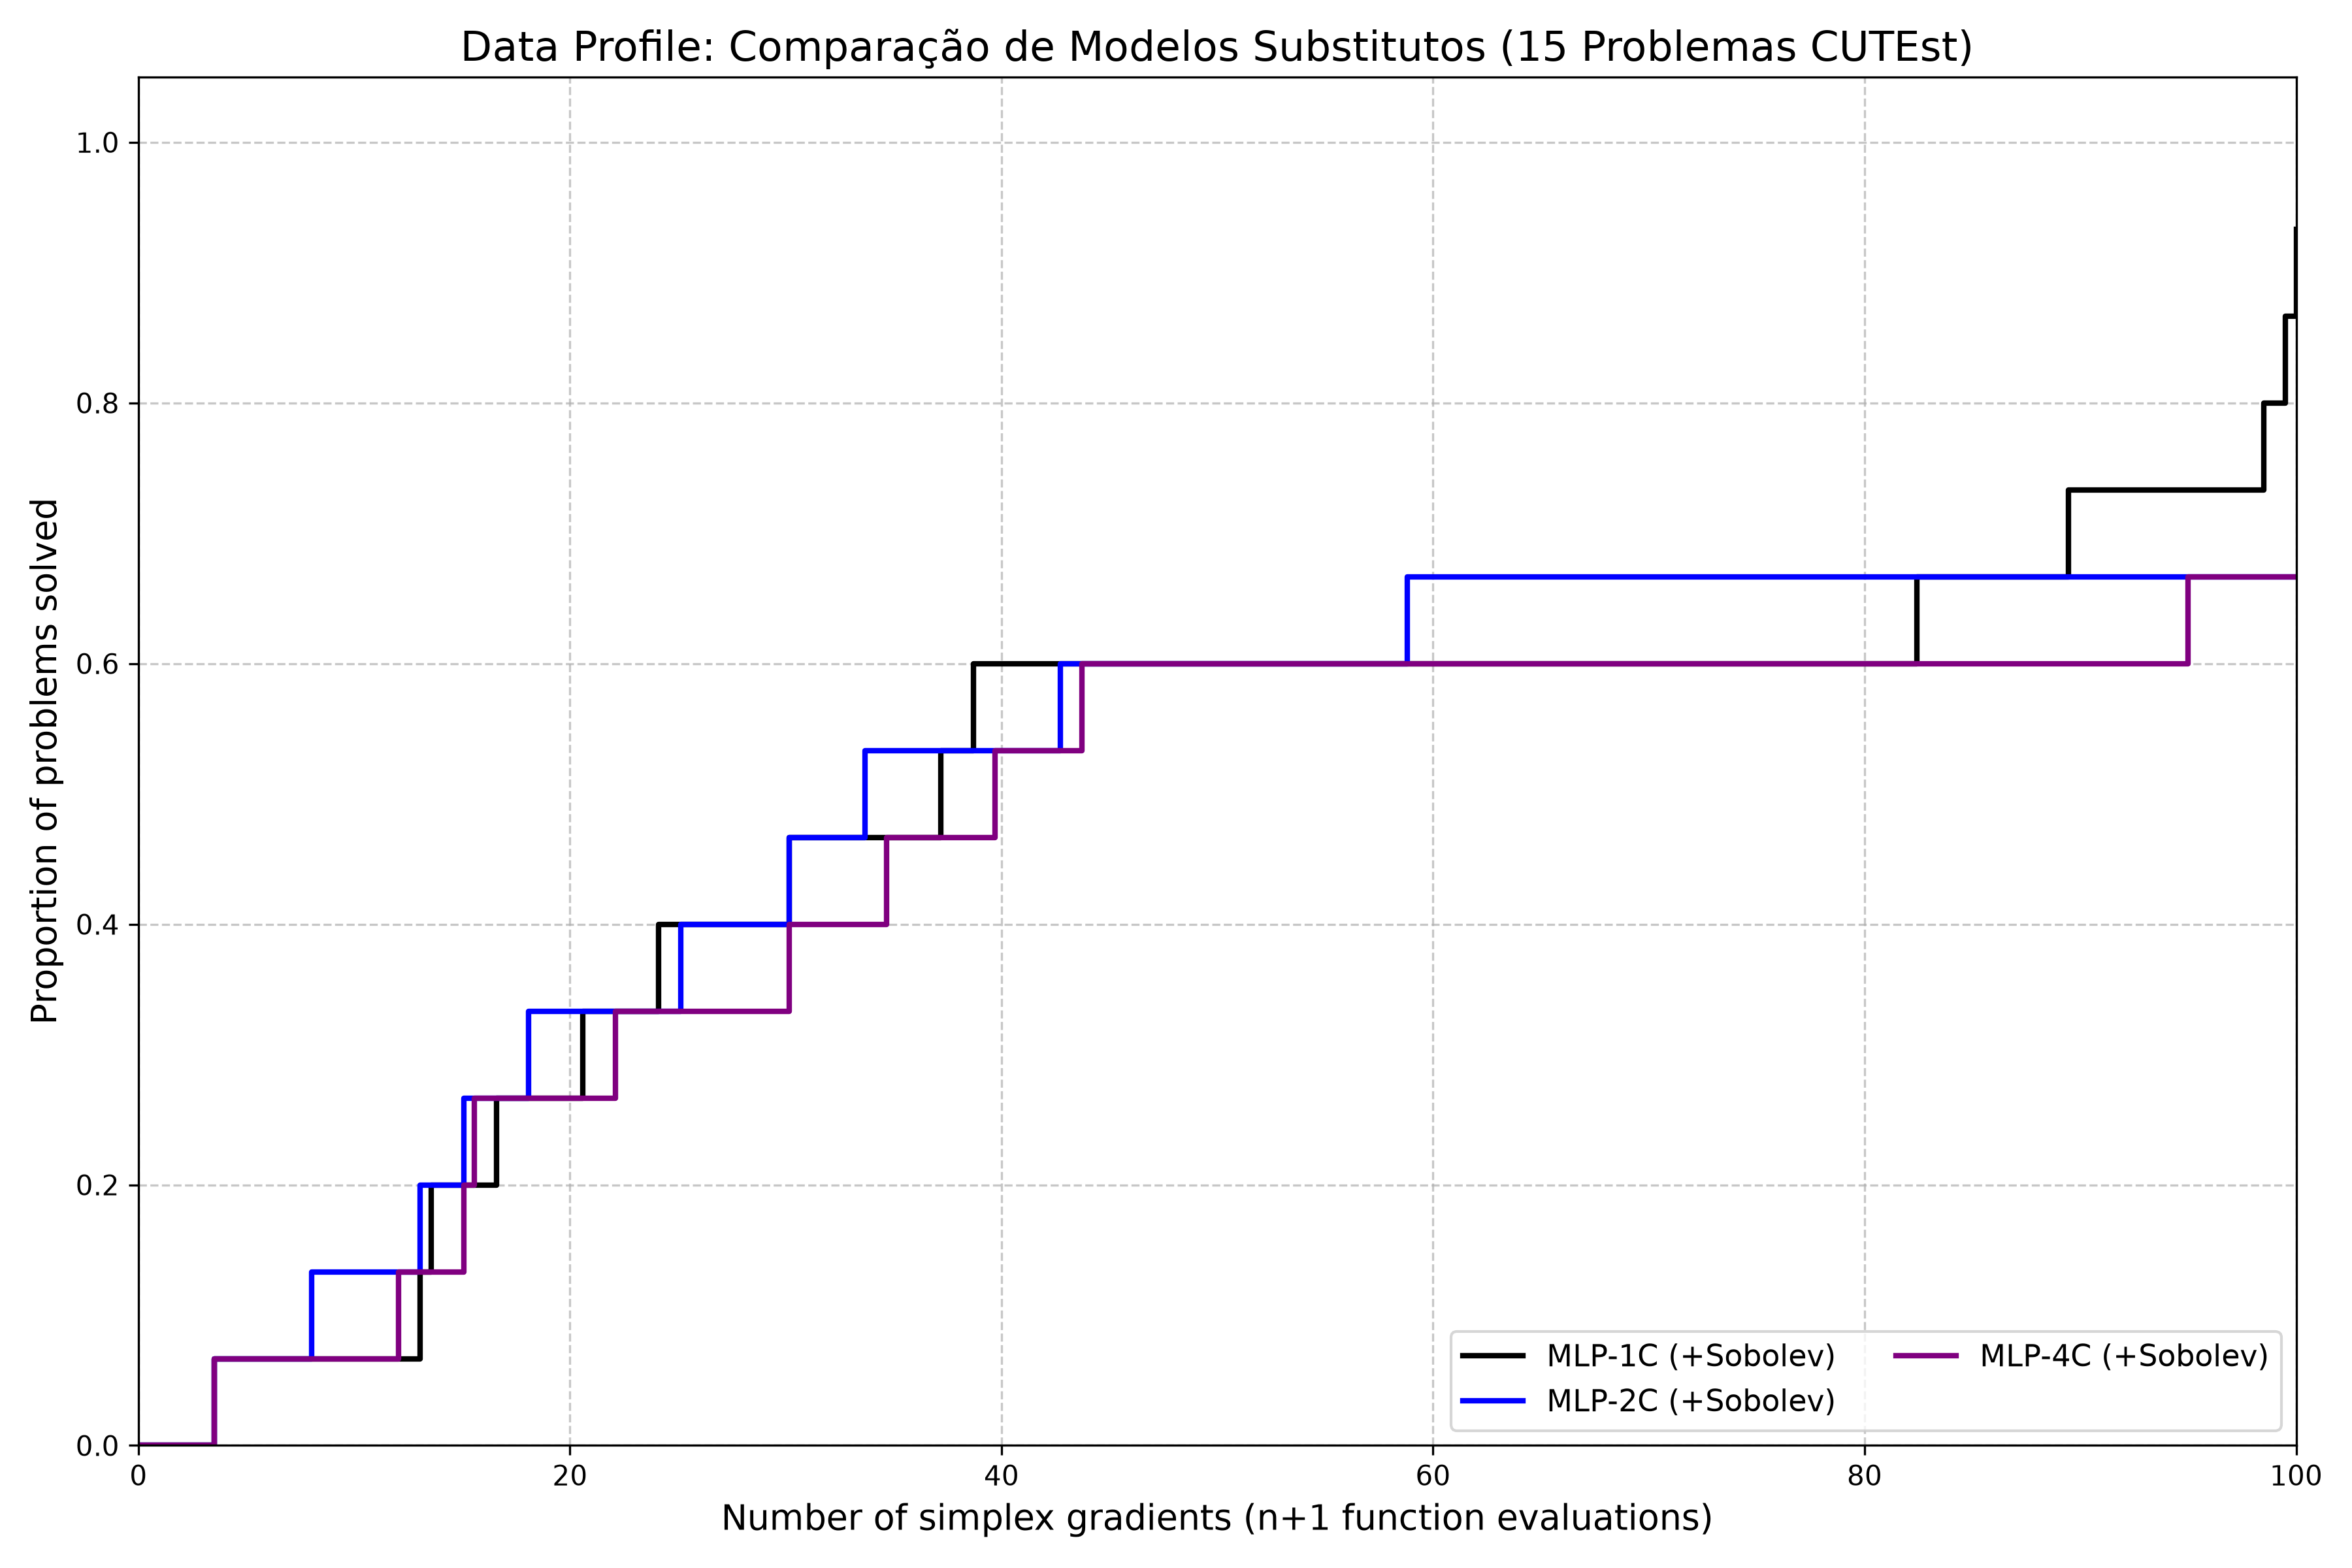 Data Profile: Comparação de Modelos Substitutos (15 Problemas CUTEst)
Proportion of problems solved
1.0
0.8
0.6
0.4
0.2
0.0
0 20 40 60 80 100
Number of simplex gradients (n+1 function evaluations)
MLP-1C (+Sobolev)
MLP-2C (+Sobolev)
MLP-4C (+Sobolev)